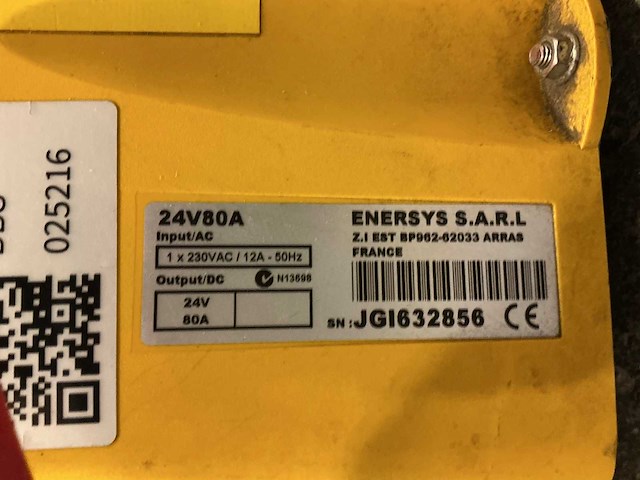 025216
24V80A
Input/AC
1 x 230VAC / 12A - 50Hz
Output/DC
N13698
24V
80A
ENERSYS S.A.R.L
Z.I EST BP962-62033 ARRAS
FRANCE
SN : JGI632856 CE